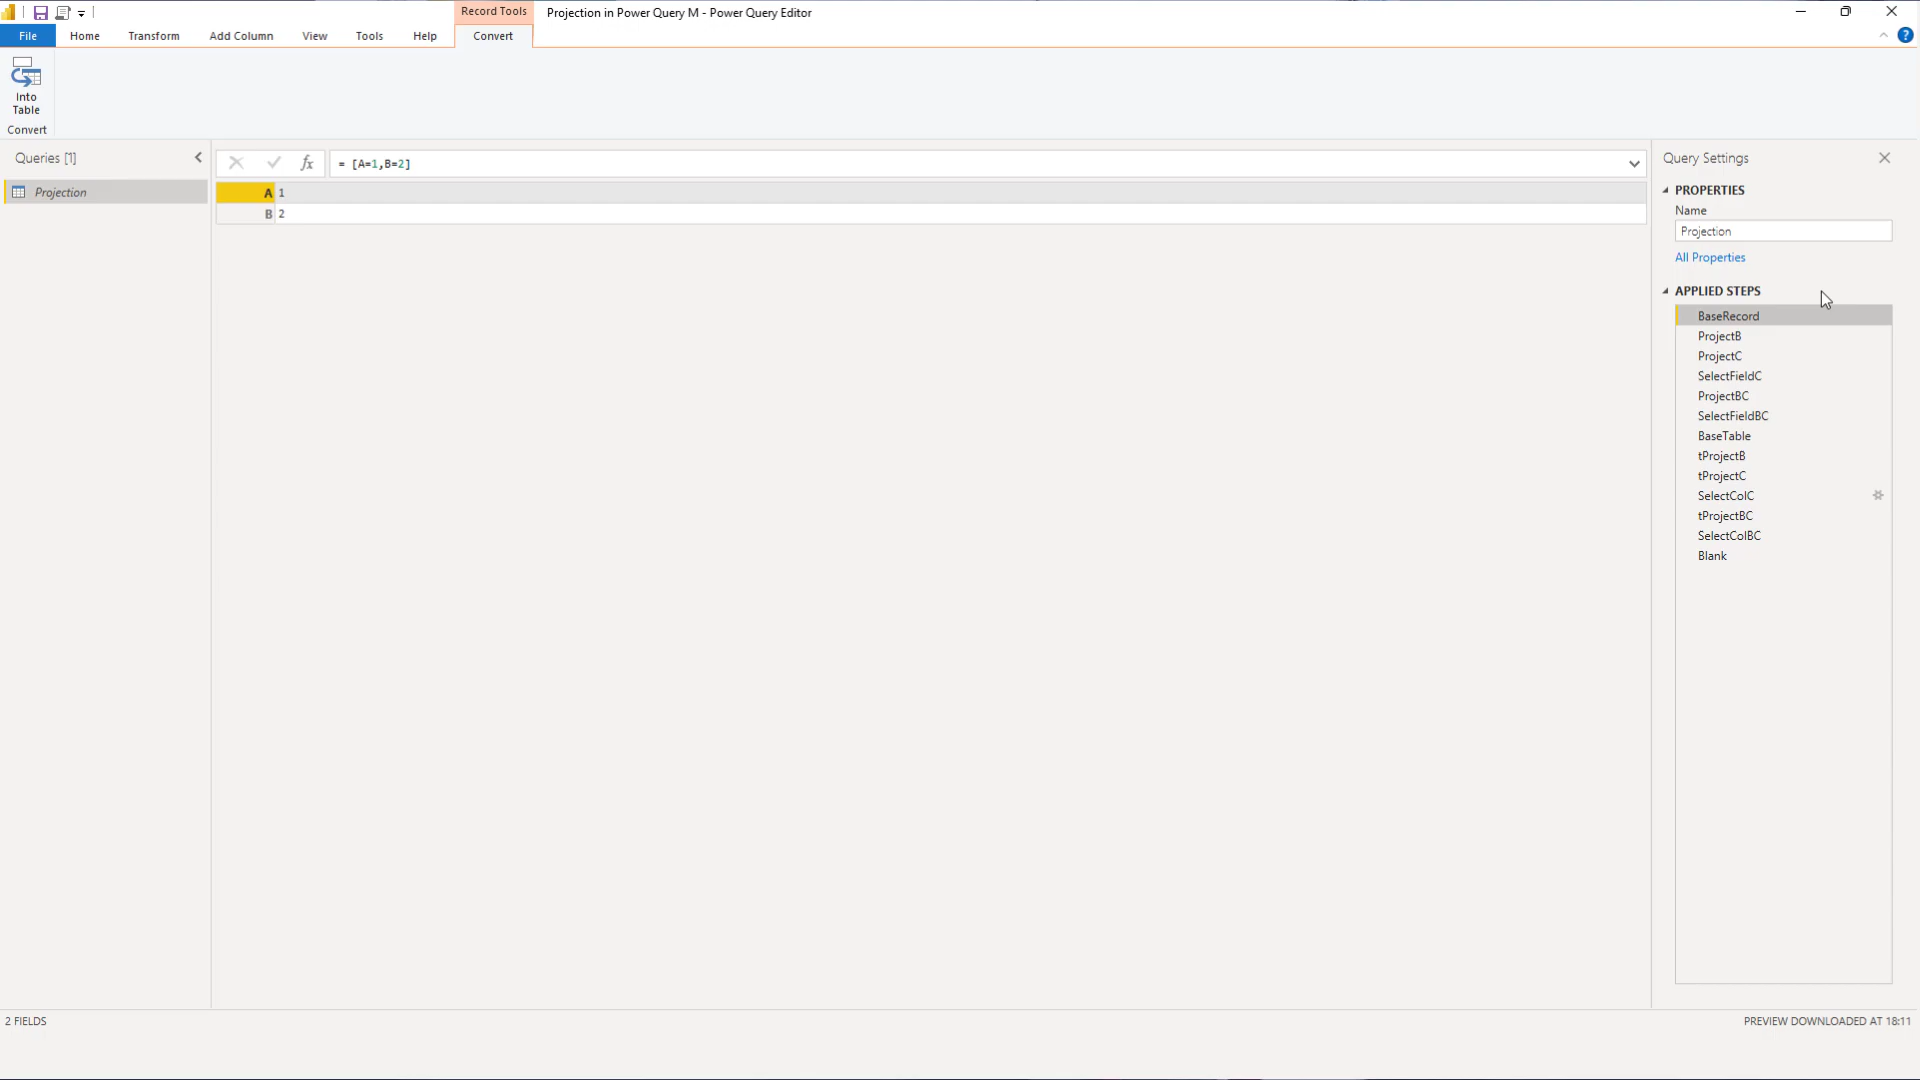 Record Tools
Projection in Power Query M - Power Query Editor
File
Home
Transform
Add Column
View
Tools
Help
Convert
?
Into
Table
Convert
Queries [1]
Projection
fx
= [A=1,B=2]
A 1
B 2
Query Settings
PROPERTIES
Name
Projection
All Properties
APPLIED STEPS
BaseRecord
ProjectB
ProjectC
SelectFieldC
ProjectBC
SelectFieldBC
BaseTable
tProjectB
tProjectC
SelectColC
tProjectBC
SelectColBC
Blank
2 FIELDS
PREVIEW DOWNLOADED AT 18:11